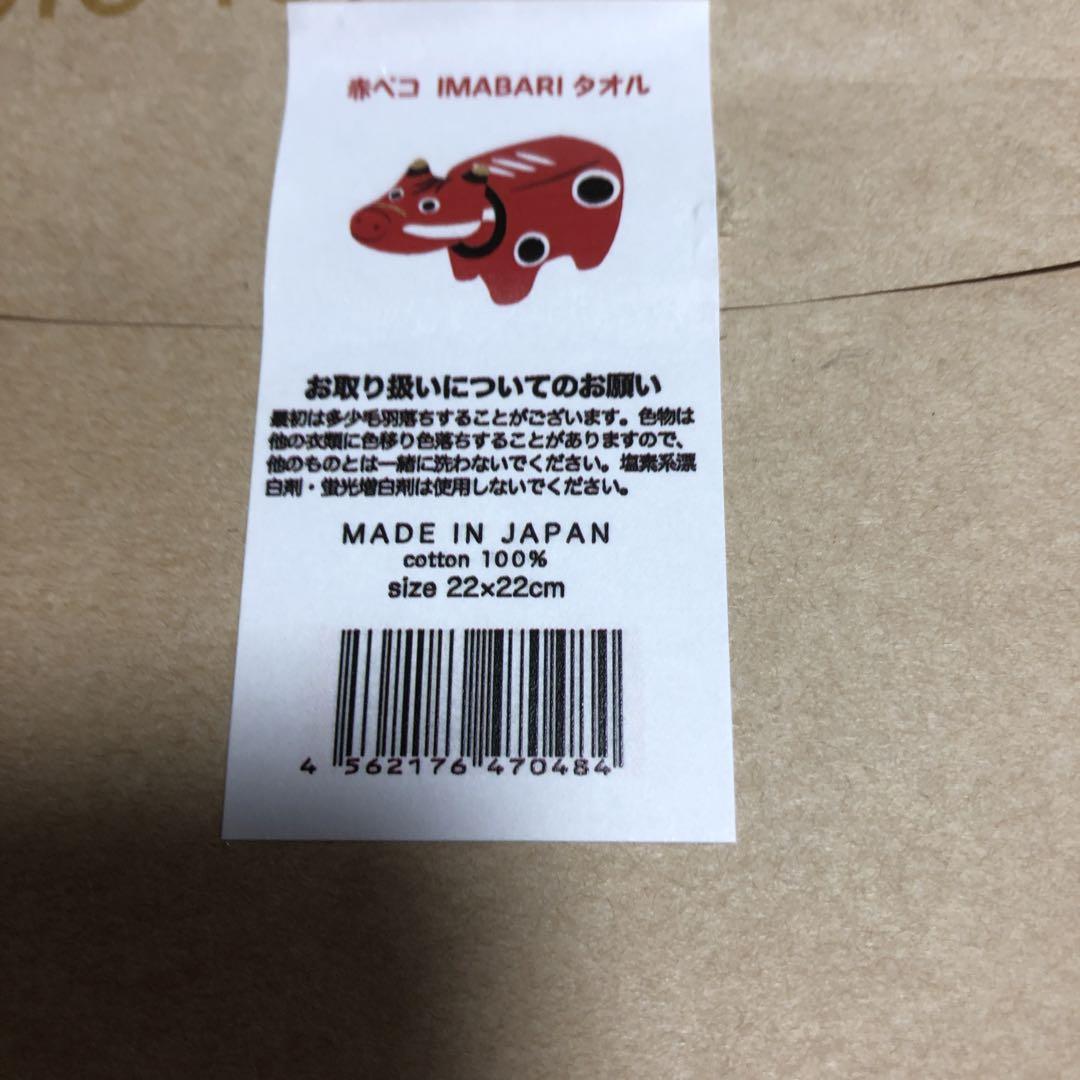 赤ベコ IMABARI タオル
お取り扱いについてのお願い
最初は多少毛羽落ちすることがございます。色物は
他の衣類に色移り色落ちすることがありますので、
他のものとは一緒に洗わないでください。塩素系漂
白剤・蛍光増白剤は使用しないでください。
MADE IN JAPAN
cotton 100%
size 22×22cm
4 562176 470484